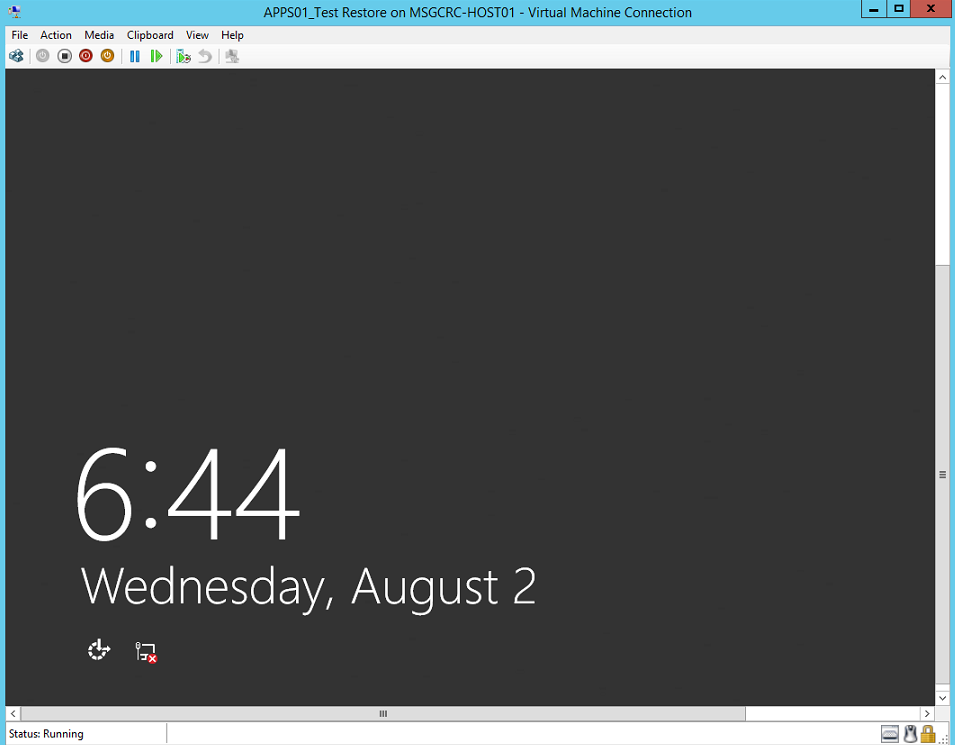 APPS01_Test Restore on MSGCRC-HOST01 - Virtual Machine Connection
File Action Media Clipboard View Help
6:44
Wednesday, August 2
Status: Running